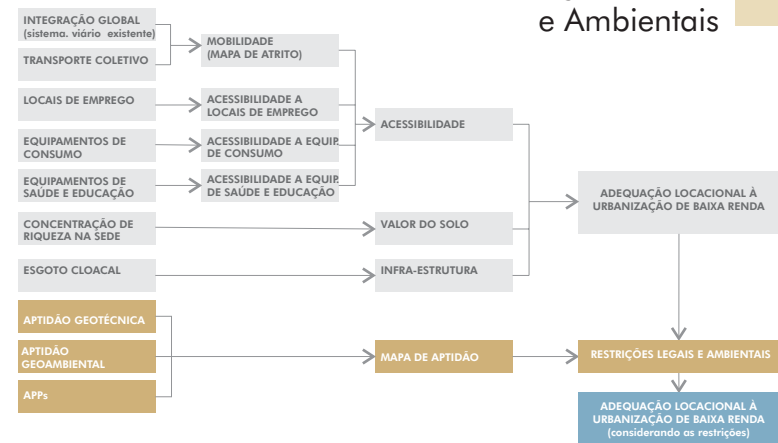 e Ambientais
INTEGRAÇÃO GLOBAL
(sistema. viário existente)
TRANSPORTE COLETIVO
MOBILIDADE
(MAPA DE ATRITO)
LOCAIS DE EMPREGO
ACESSIBILIDADE A
LOCAIS DE EMPREGO
EQUIPAMENTOS DE
CONSUMO
ACESSIBILIDADE A EQUIP.
DE CONSUMO
EQUIPAMENTOS DE
SAÚDE E EDUCAÇÃO
ACESSIBILIDADE A EQUIP.
DE SAÚDE E EDUCAÇÃO
ACESSIBILIDADE
CONCENTRAÇÃO DE
RIQUEZA NA SEDE
VALOR DO SOLO
ESGOTO CLOACAL
INFRA-ESTRUTURA
ADEQUAÇÃO LOCACIONAL À
URBANIZAÇÃO DE BAIXA RENDA
APTIDÃO GEOTÉCNICA
APTIDÃO
GEOAMBIENTAL
APPs
MAPA DE APTIDÃO
RESTRIÇÕES LEGAIS E AMBIENTAIS
ADEQUAÇÃO LOCACIONAL À
URBANIZAÇÃO DE BAIXA RENDA
(considerando as restrições)